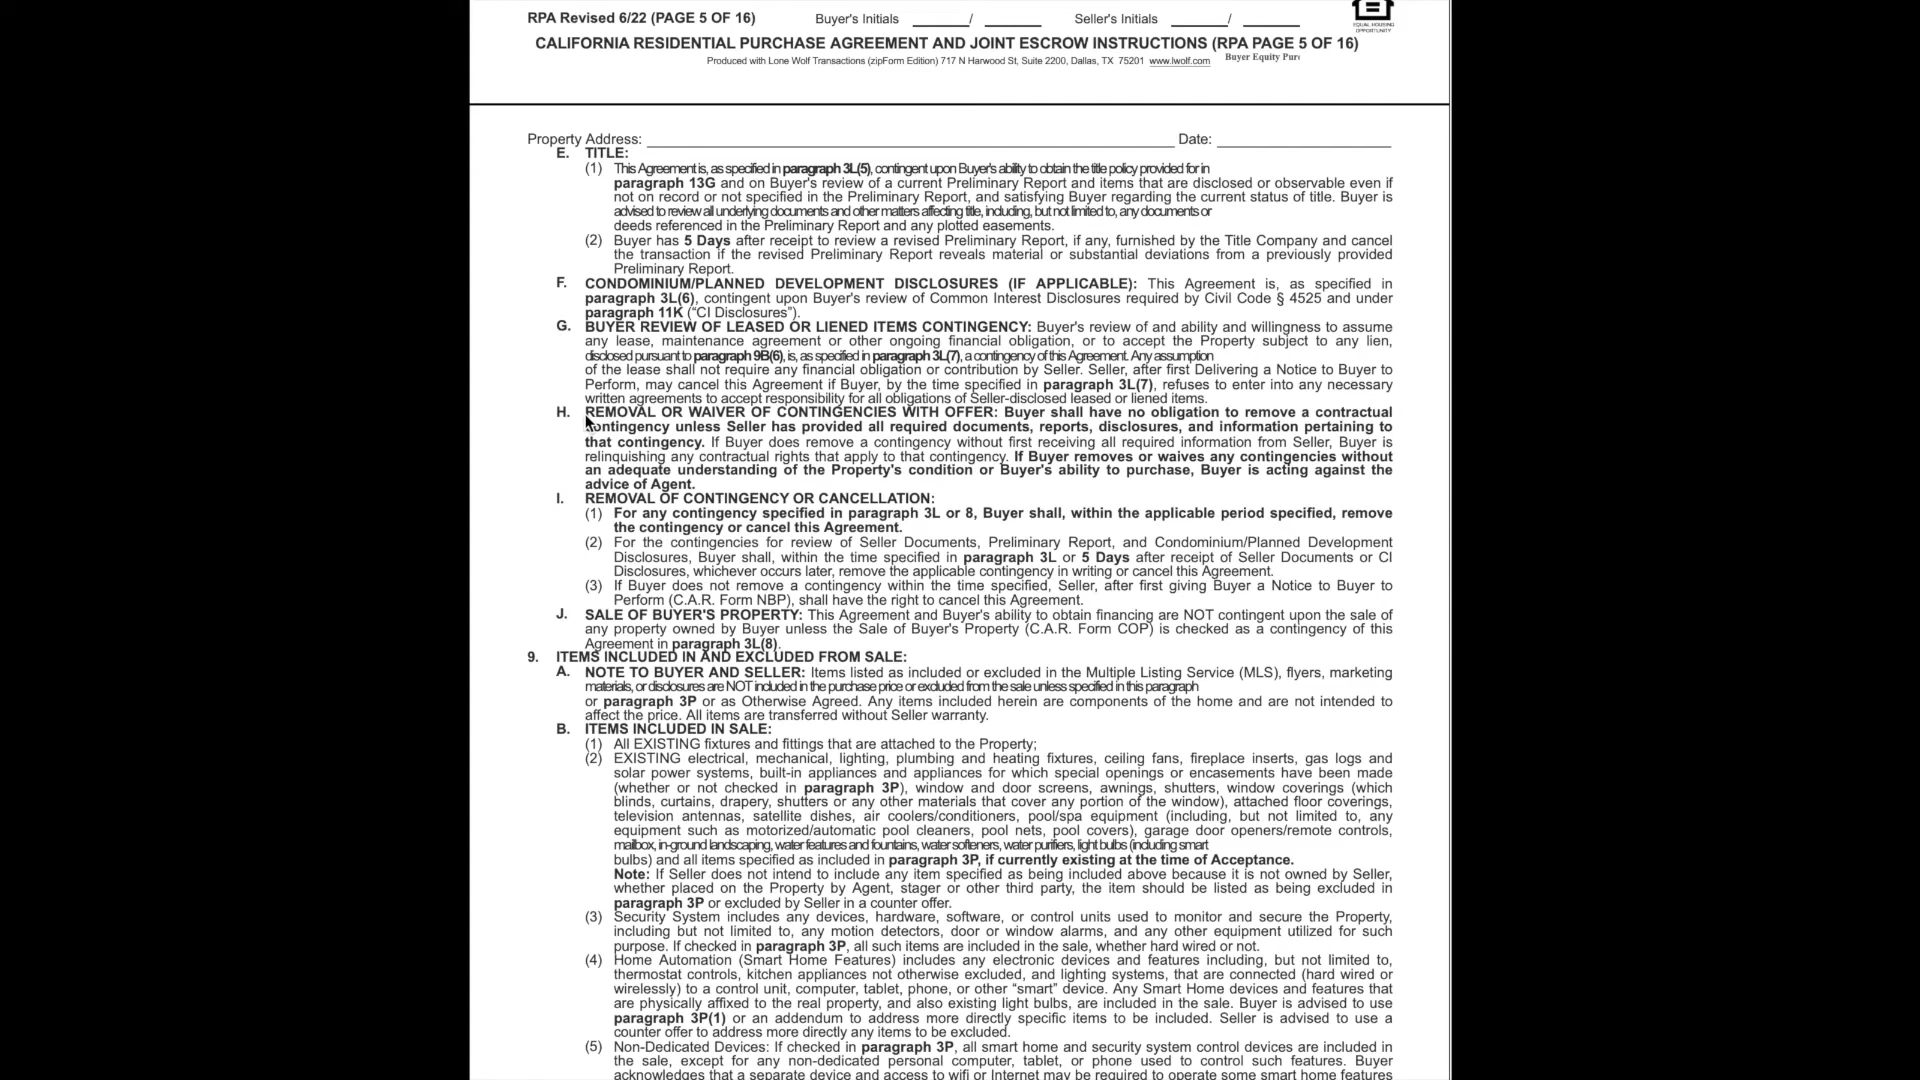 RPA Revised 6/22 (PAGE 5 OF 16) Buyer's Initials ______/ ______ Seller's Initials ______/ ______
EQUAL HOUSING
OPPORTUNITY
CALIFORNIA RESIDENTIAL PURCHASE AGREEMENT AND JOINT ESCROW INSTRUCTIONS (RPA PAGE 5 OF 16)
Produced with Lone Wolf Transactions (zipForm Edition) 717 N Harwood St, Suite 2200, Dallas, TX 75201 www.lwolf.com Buyer Equity
Property Address: ______ Date: ______
E. TITLE:
(1) This Agreement is, as specified in paragraph 3L(5), contingent upon Buyer's ability to obtain the title policy provided for in
paragraph 13G and on Buyer's review of a current Preliminary Report and items that are disclosed or observable even if
not on record or not specified in the Preliminary Report, and satisfying Buyer regarding the current status of title. Buyer is
advised to review all underlying documents and other matters affecting title, including, but not limited to, any documents or
deeds referenced in the Preliminary Report and any plotted easements.
(2) Buyer has 5 Days after receipt to review a revised Preliminary Report, if any, furnished by the Title Company and cancel
the transaction if the revised Preliminary Report reveals material or substantial deviations from a previously provided
Preliminary Report.
F. CONDOMINIUM/PLANNED DEVELOPMENT DISCLOSURES (IF APPLICABLE): This Agreement is, as specified in
paragraph 3L(6), contingent upon Buyer's review of Common Interest Disclosures required by Civil Code § 4525 and under
paragraph 11K (“CI Disclosures”).
G. BUYER REVIEW OF LEASED OR LIENED ITEMS CONTINGENCY: Buyer's review of and ability and willingness to assume
any lease, maintenance agreement or other ongoing financial obligation, or to accept the Property subject to any lien,
disclosed pursuant to paragraph 9B(6), is, as specified in paragraph 3L(7), a contingency of this Agreement. Any assumption
of the lease shall not require any financial obligation or contribution by Seller. Seller, after first Delivering a Notice to Buyer to
Perform, may cancel this Agreement if Buyer, by the time specified in paragraph 3L(7), refuses to enter into any necessary
written agreements to accept responsibility for all obligations of Seller-disclosed leased or liened items.
H. REMOVAL OR WAIVER OF CONTINGENCIES WITH OFFER: Buyer shall have no obligation to remove a contractual
contingency unless Seller has provided all required documents, reports, disclosures, and information pertaining to
that contingency. If Buyer does remove a contingency without first receiving all required information from Seller, Buyer is
relinquishing any contractual rights that apply to that contingency. If Buyer removes or waives any contingencies without
an adequate understanding of the Property's condition or Buyer's ability to purchase, Buyer is acting against the
advice of Agent.
I. REMOVAL OF CONTINGENCY OR CANCELLATION:
(1) For any contingency specified in paragraph 3L or 8, Buyer shall, within the applicable period specified, remove
the contingency or cancel this Agreement.
(2) For the contingencies for review of Seller Documents, Preliminary Report, and Condominium/Planned Development
Disclosures, Buyer shall, within the time specified in paragraph 3L or 5 Days after receipt of Seller Documents or CI
Disclosures, whichever occurs later, remove the applicable contingency in writing or cancel this Agreement.
(3) If Buyer does not remove a contingency within the time specified, Seller, after first giving Buyer a Notice to Buyer to
Perform (C.A.R. Form NBP), shall have the right to cancel this Agreement.
J. SALE OF BUYER'S PROPERTY: This Agreement and Buyer's ability to obtain financing are NOT contingent upon the sale of
any property owned by Buyer unless the Sale of Buyer's Property (C.A.R. Form COP) is checked as a contingency of this
Agreement in paragraph 3L(8).
9. ITEMS INCLUDED IN AND EXCLUDED FROM SALE:
A. NOTE TO BUYER AND SELLER: Items listed as included or excluded in the Multiple Listing Service (MLS), flyers, marketing
materials, or disclosures are NOT included in the purchase price or excluded from the sale unless specified in this paragraph
or paragraph 3P or as Otherwise Agreed. Any items included herein are components of the home and are not intended to
affect the price. All items are transferred without Seller warranty.
B. ITEMS INCLUDED IN SALE:
(1) All EXISTING fixtures and fittings that are attached to the Property;
(2) EXISTING electrical, mechanical, lighting, plumbing and heating fixtures, ceiling fans, fireplace inserts, gas logs and
solar power systems, built-in appliances and appliances for which special openings or encasements have been made
(whether or not checked in paragraph 3P), window and door screens, awnings, shutters, window coverings (which
blinds, curtains, drapery, shutters or any other materials that cover any portion of the window), attached floor coverings,
television antennas, satellite dishes, air coolers/conditioners, pool/spa equipment (including, but not limited to, any
equipment such as motorized/automatic pool cleaners, pool nets, pool covers), garage door openers/remote controls,
mailbox, in-ground landscaping, water features and fountains, water softeners, water purifiers, light bulbs (including smart
bulbs) and all items specified as included in paragraph 3P, if currently existing at the time of Acceptance.
Note: If Seller does not intend to include any item specified as being included above because it is not owned by Seller,
whether placed on the Property by Agent, stager or other third party, the item should be listed as being excluded in
paragraph 3P or excluded by Seller in a counter offer.
(3) Security System includes any devices, hardware, software, or control units used to monitor and secure the Property,
including but not limited to, any motion detectors, door or window alarms, and any other equipment utilized for such
purpose. If checked in paragraph 3P, all such items are included in the sale, whether hard wired or not.
(4) Home Automation (Smart Home Features) includes any electronic devices and features including, but not limited to,
thermostat controls, kitchen appliances not otherwise excluded, and lighting systems, that are connected (hard wired or
wirelessly) to a control unit, computer, tablet, phone, or other “smart” device. Any Smart Home devices and features that
are physically affixed to the real property, and also existing light bulbs, are included in the sale. Buyer is advised to use
paragraph 3P(1) or an addendum to address more directly specific items to be included. Seller is advised to use a
counter offer to address more directly any items to be excluded.
(5) Non-Dedicated Devices: If checked in paragraph 3P, all smart home and security system control devices are included in
the sale, except for any non-dedicated personal computer, tablet, or phone used to control such features. Buyer
acknowledges that a separate device and access to wifi or Internet may be required to operate some smart home features